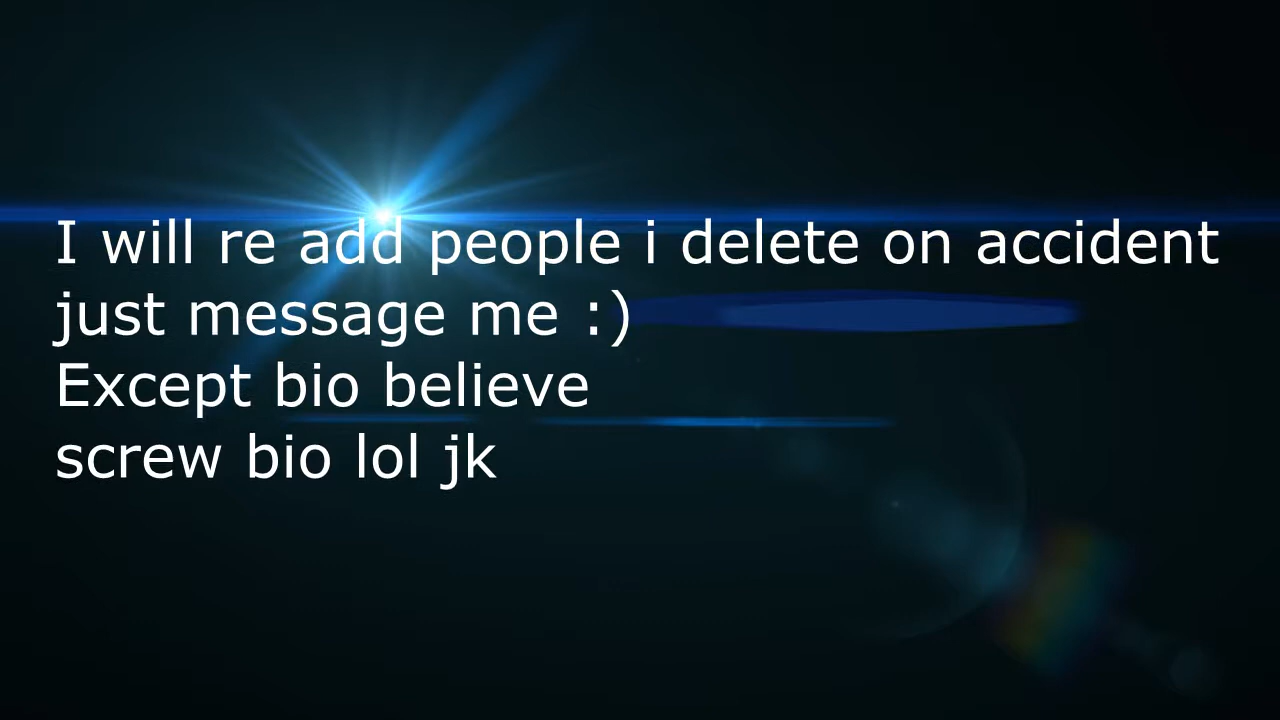 I will re add people i delete on accident
just message me :)
Except bio believe
screw bio lol jk